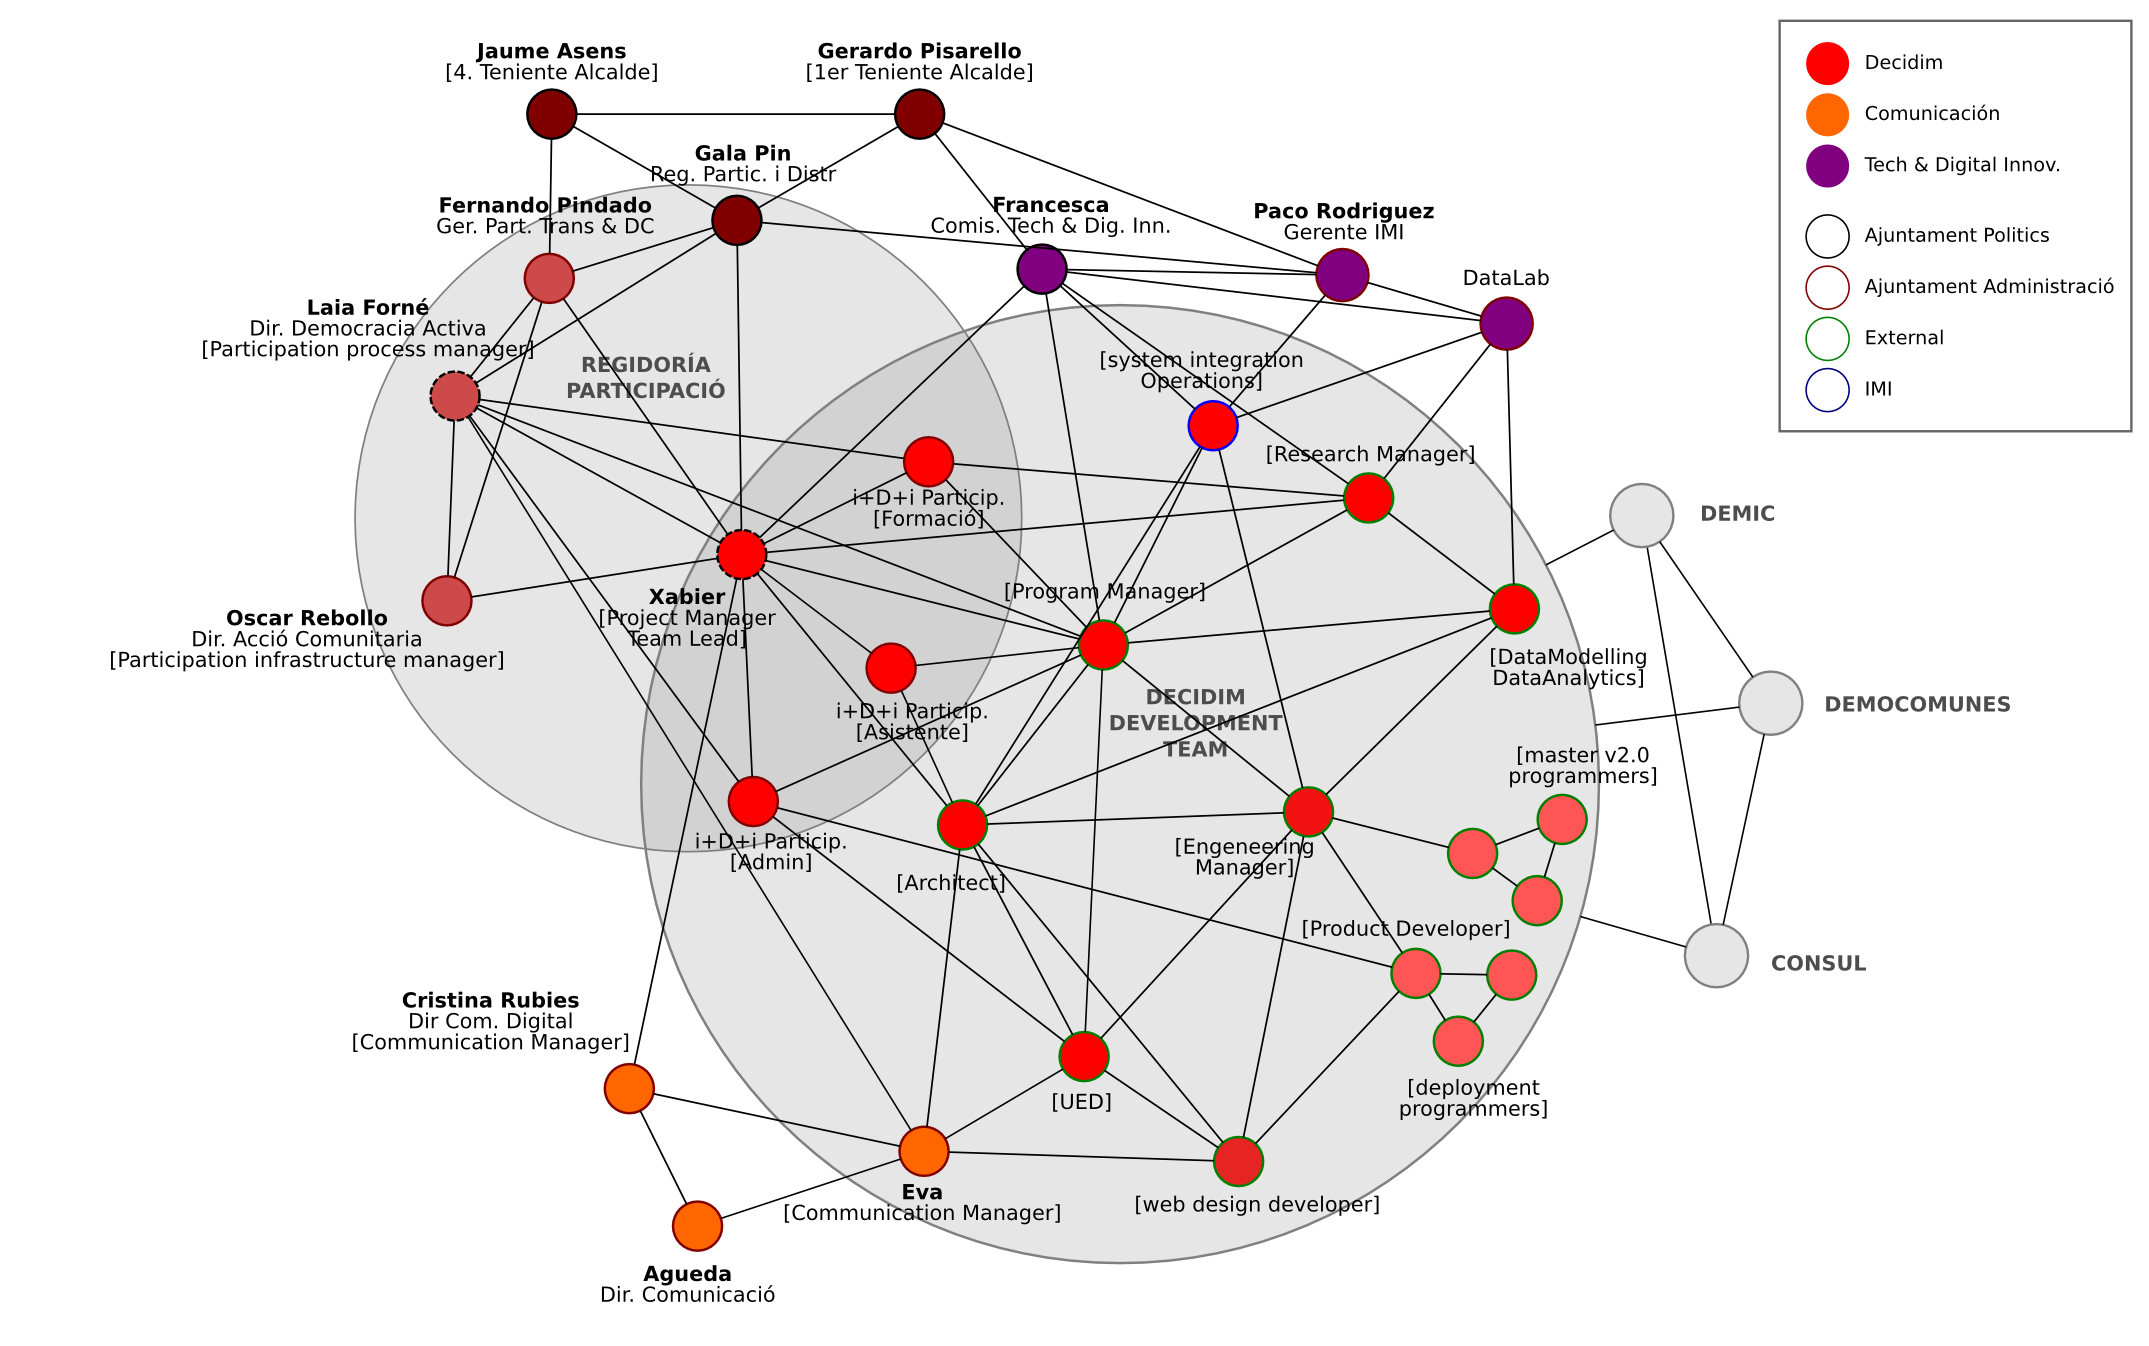 Jaume Asens
[4. Teniente Alcalde]
Gerardo Pisarello
[1er Teniente Alcalde]
Gala Pin
Reg. Partic. i Distr
Fernando Pindado
Ger. Part. Trans & DC
Francesca
Comis. Tech & Dig. Inn.
Paco Rodriguez
Gerente IMI
DataLab
Laia Forné
Dir. Democracia Activa
[Participation process manager]
REGIDORÍA
PARTICIPACIÓ
[system integration
Operations]
[Research Manager]
i+D+i Particip.
[Formació]
Xabier
[Project Manager
Team Lead]
[Program Manager]
Oscar Rebollo
Dir. Acció Comunitaria
[Participation infrastructure manager]
i+D+i Particip.
[Asistente]
DECIDIM
DEVELOPMENT
TEAM
[DataModelling
DataAnalytics]
[master v2.0
programmers]
i+D+i Particip.
[Admin]
[Architect]
[Engeneering
Manager]
[Product Developer]
[deployment
programmers]
Cristina Rubies
Dir Com. Digital
[Communication Manager]
[UED]
Eva
[Communication Manager]
[web design developer]
Agueda
Dir. Comunicació
DEMIC
DEMOCOMUNES
CONSUL
Decidim
Comunicación
Tech & Digital Innov.
Ajuntament Politics
Ajuntament Administració
External
IMI